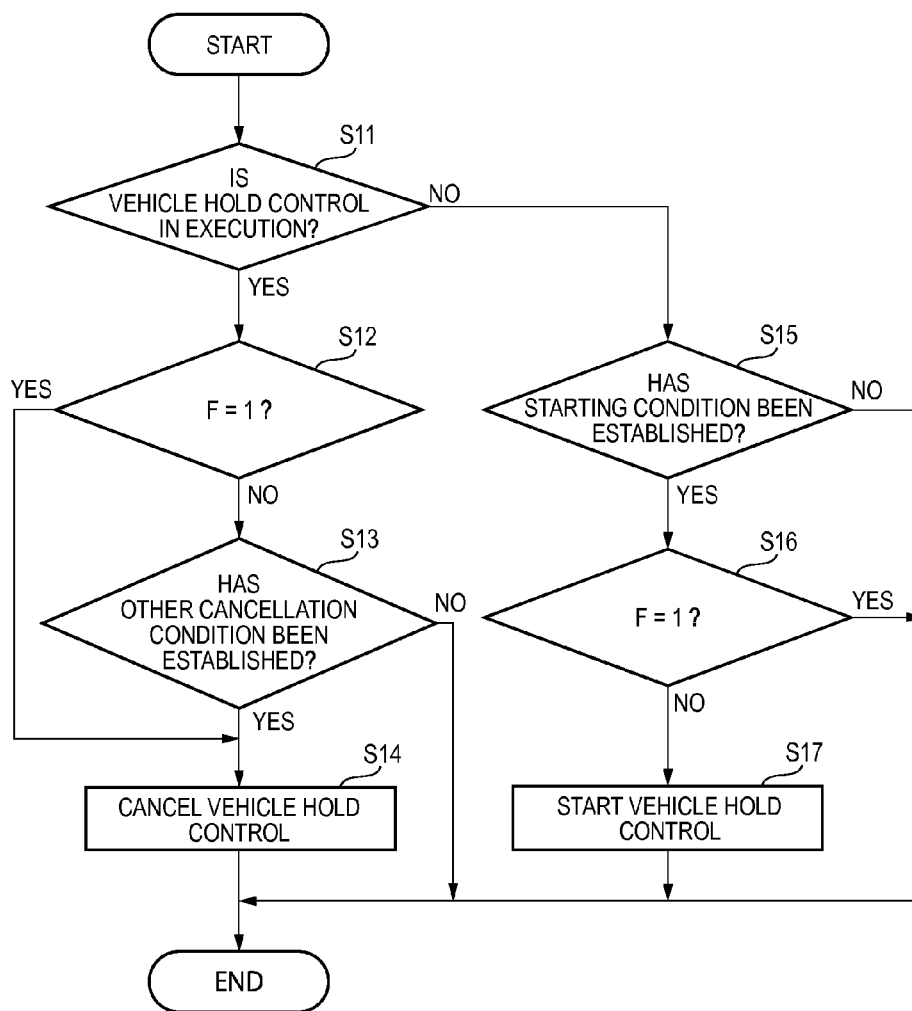 START
S11
IS
VEHICLE HOLD CONTROL
IN EXECUTION?
NO
YES
S12
YES
F = 1 ?
NO
S13
HAS
OTHER CANCELLATION
CONDITION BEEN
ESTABLISHED?
NO
YES
S14
CANCEL VEHICLE HOLD
CONTROL
S15
HAS
STARTING CONDITION BEEN
ESTABLISHED?
NO
YES
S16
F = 1 ?
YES
NO
S17
START VEHICLE HOLD
CONTROL
END